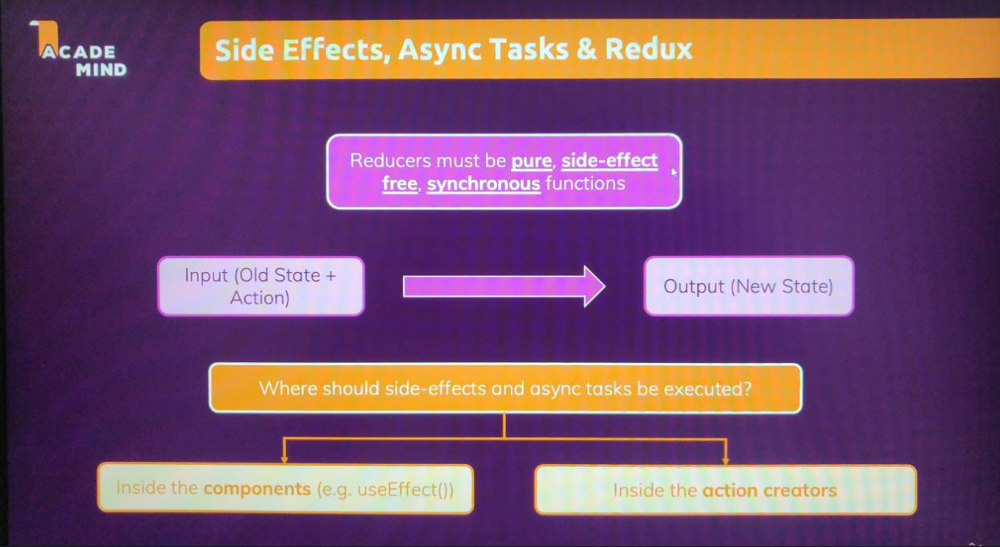 ACADE
MIND
Side Effects, Async Tasks & Redux
Reducers must be pure, side-effect
free, synchronous functions
Input (Old State +
Action)
Output (New State)
Where should side-effects and async tasks be executed?
Inside the components (e.g. useEffect())
Inside the action creators